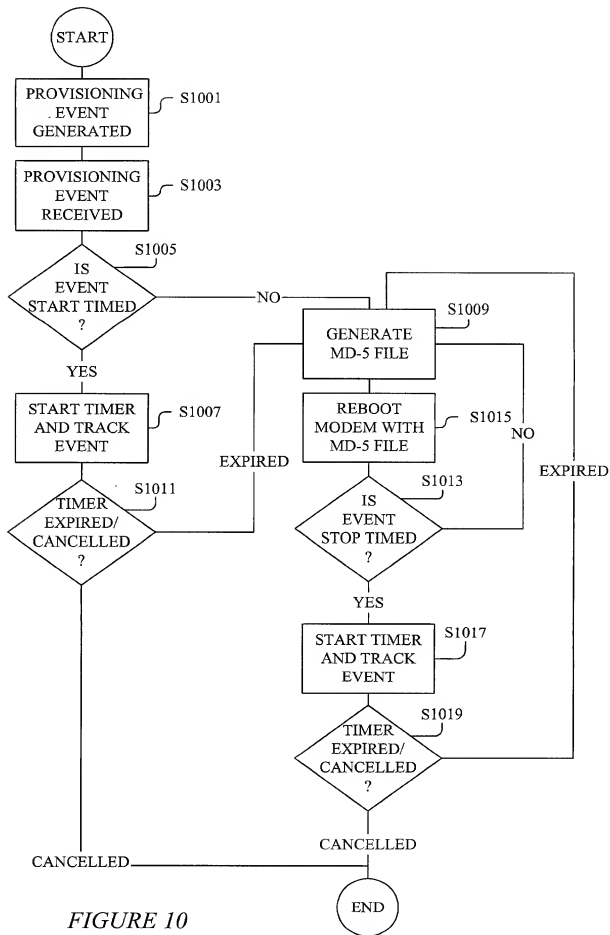 START
PROVISIONING
EVENT
GENERATED
S1001
PROVISIONING
EVENT
RECEIVED
S1003
S1005
IS
EVENT
START TIMED
?
NO
YES
START TIMER
AND TRACK
EVENT
S1007
S1011
TIMER
EXPIRED/
CANCELLED
?
EXPIRED
CANCELLED
S1009
GENERATE
MD-5 FILE
REBOOT
MODEM WITH
MD-5 FILE
S1015
NO
EXPIRED
S1013
IS
EVENT
STOP TIMED
?
YES
START TIMER
AND TRACK
EVENT
S1017
S1019
TIMER
EXPIRED/
CANCELLED
?
CANCELLED
END
FIGURE 10